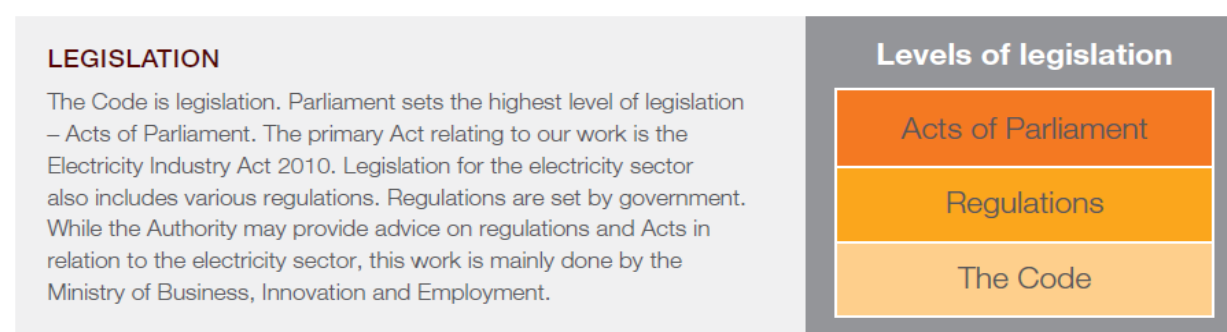 LEGISLATION
The Code is legislation. Parliament sets the highest level of legislation
– Acts of Parliament. The primary Act relating to our work is the
Electricity Industry Act 2010. Legislation for the electricity sector
also includes various regulations. Regulations are set by government.
While the Authority may provide advice on regulations and Acts in
relation to the electricity sector, this work is mainly done by the
Ministry of Business, Innovation and Employment.
Levels of legislation
Acts of Parliament
Regulations
The Code